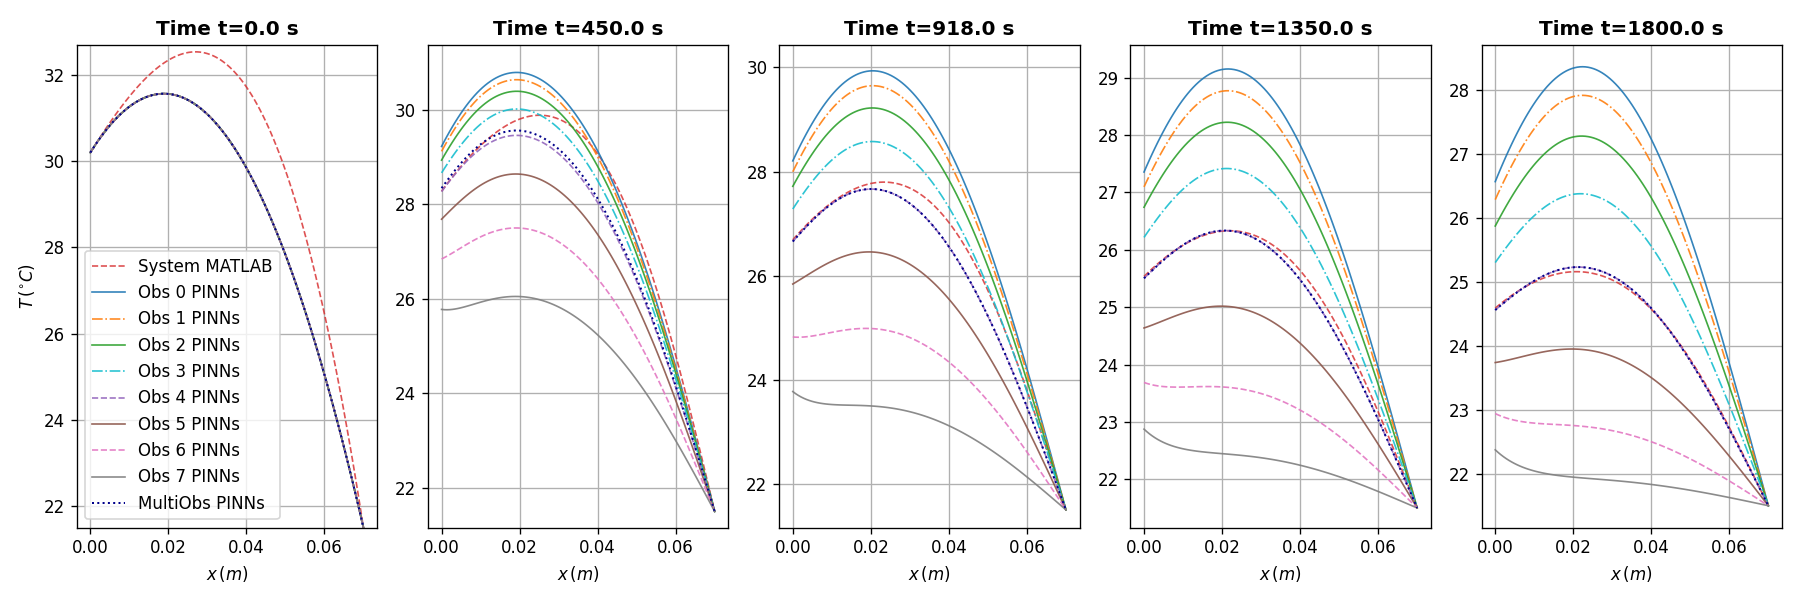 Time t=0.0 s
Time t=450.0 s
Time t=918.0 s
Time t=1350.0 s
Time t=1800.0 s
T (°C)
32
30
28
26
24
22
System MATLAB
Obs 0 PINNs
Obs 1 PINNs
Obs 2 PINNs
Obs 3 PINNs
Obs 4 PINNs
Obs 5 PINNs
Obs 6 PINNs
Obs 7 PINNs
MultiObs PINNs
0.00 0.02 0.04 0.06
x (m)
30
28
26
24
22
0.00 0.02 0.04 0.06
x (m)
30
28
26
24
22
0.00 0.02 0.04 0.06
x (m)
29
28
27
26
25
24
23
22
0.00 0.02 0.04 0.06
x (m)
28
27
26
25
24
23
22
0.00 0.02 0.04 0.06
x (m)